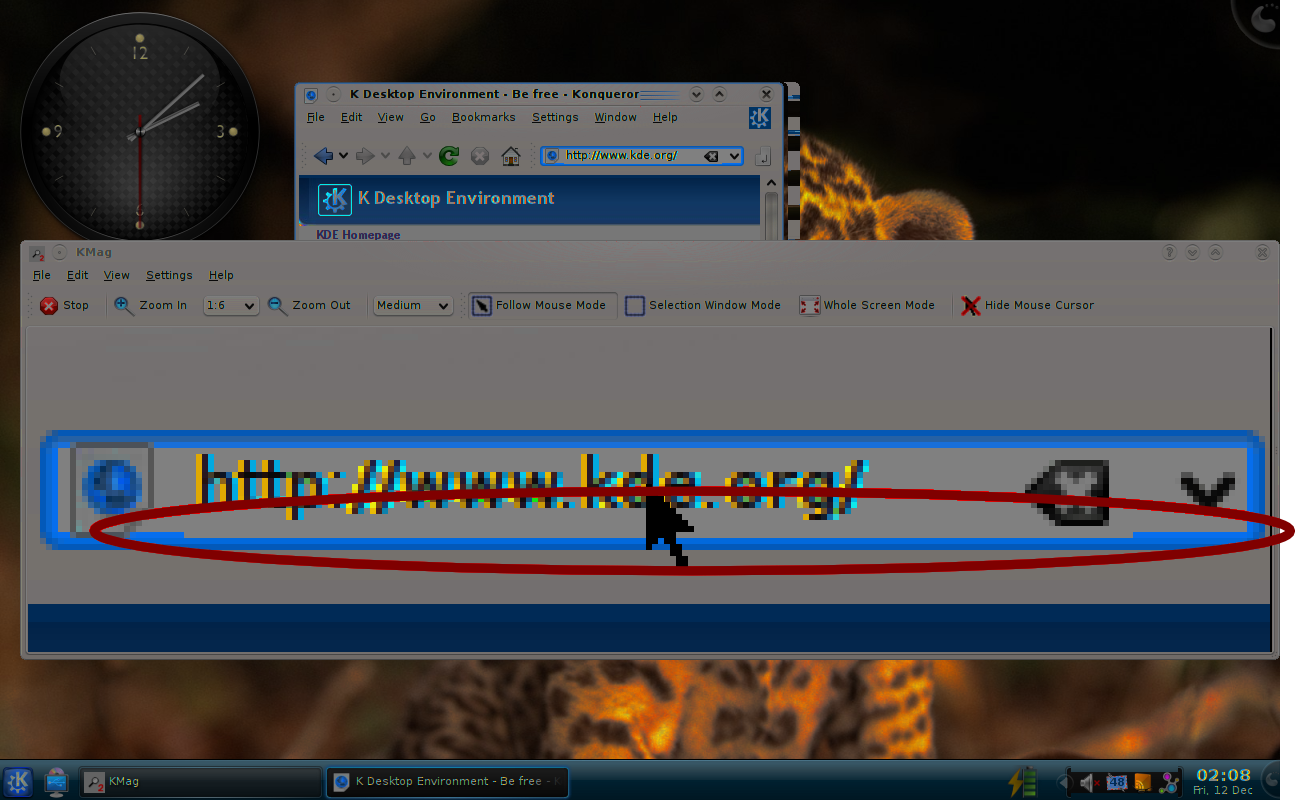 12
9
3
6
K Desktop Environment - Be free - Konqueror
File Edit View Go Bookmarks Settings Window Help
http://www.kde.org/
K Desktop Environment
KDE Homepage
KMag
File Edit View Settings Help
Stop Zoom In 1:6 Zoom Out Medium Follow Mouse Mode Selection Window Mode Whole Screen Mode Hide Mouse Cursor
http://www.kde.org/
KMag
K Desktop Environment - Be free -
48
02:08
Fri, 12 Dec